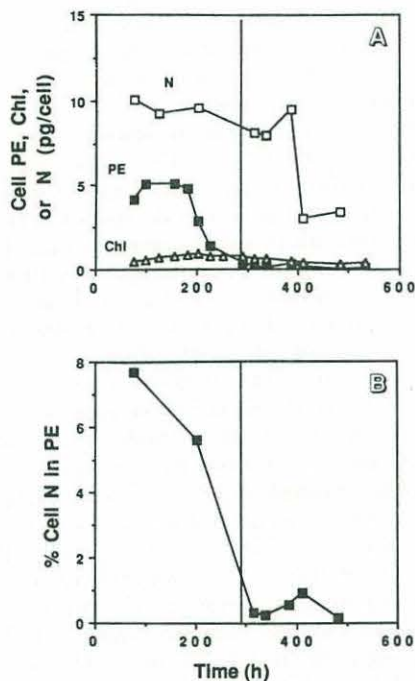 A
Cell PE, Chl,
or N (pg/cell)
15
10
5
0
N
PE
Chl
0 200 400 600
B
% Cell N in PE
8
6
4
2
0
0 200 400 600
Time (h)